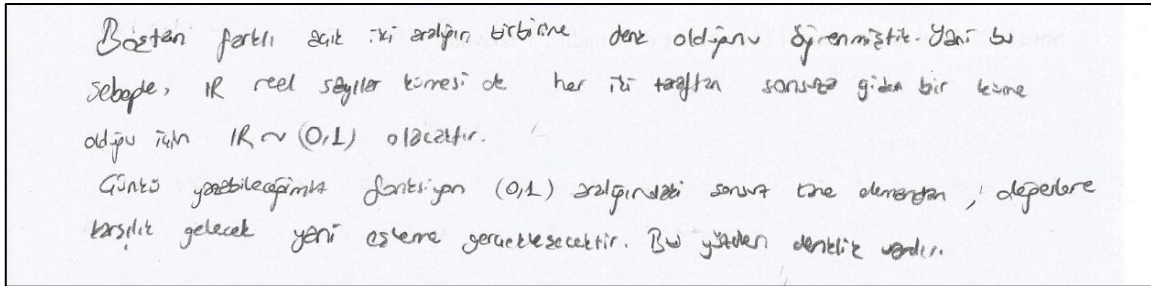 Boştan farklı açık iki aralığın birbirine denk olduğunu öğrenmiştik. Yani bu
sebeple, IR reel sayılar kümesi de her iki taraftan sonsuza giden bir küme
olduğu için IR ~ (0,1) olacaktır.
Çünkü yazabileceğimiz fonksiyon (0,1) aralığındaki sonsuz tane elemandan, değerlere
karşılık gelecek yani eşleme gerçekleşecektir. Bu yüzden denklik vardır.